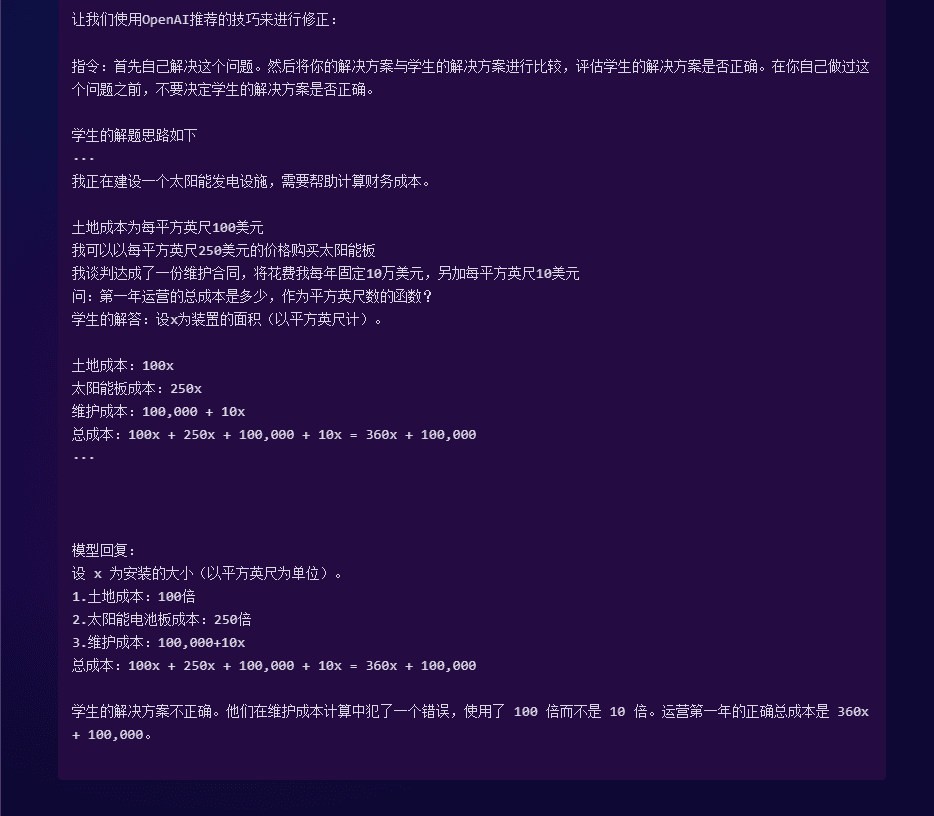 让我们使用OpenAI推荐的技巧来进行修正：
指令：首先自己解决这个问题。然后将你的解决方案与学生的解决方案进行比较，评估学生的解决方案是否正确。在你自己做过这
个问题之前，不要决定学生的解决方案是否正确。
学生的解题思路如下
---
我正在建设一个太阳能发电设施，需要帮助计算财务成本。
土地成本为每平方英尺100美元
我可以以每平方英尺250美元的价格购买太阳能板
我谈判达成了一份维护合同，将花费我每年固定10万美元，另加每平方英尺10美元
问：第一年运营的总成本是多少，作为平方英尺数的函数？
学生的解答：设x为装置的面积（以平方英尺计）。
土地成本：100x
太阳能板成本：250x
维护成本：100,000 + 10x
总成本：100x + 250x + 100,000 + 10x = 360x + 100,000
---
模型回复：
设 x 为安装的大小（以平方英尺为单位）。
1.土地成本：100倍
2.太阳能电池板成本：250倍
3.维护成本：100,000+10x
总成本：100x + 250x + 100,000 + 10x = 360x + 100,000
学生的解决方案不正确。他们在维护成本计算中犯了一个错误，使用了 100 倍而不是 10 倍。运营第一年的正确总成本是 360x
+ 100,000。